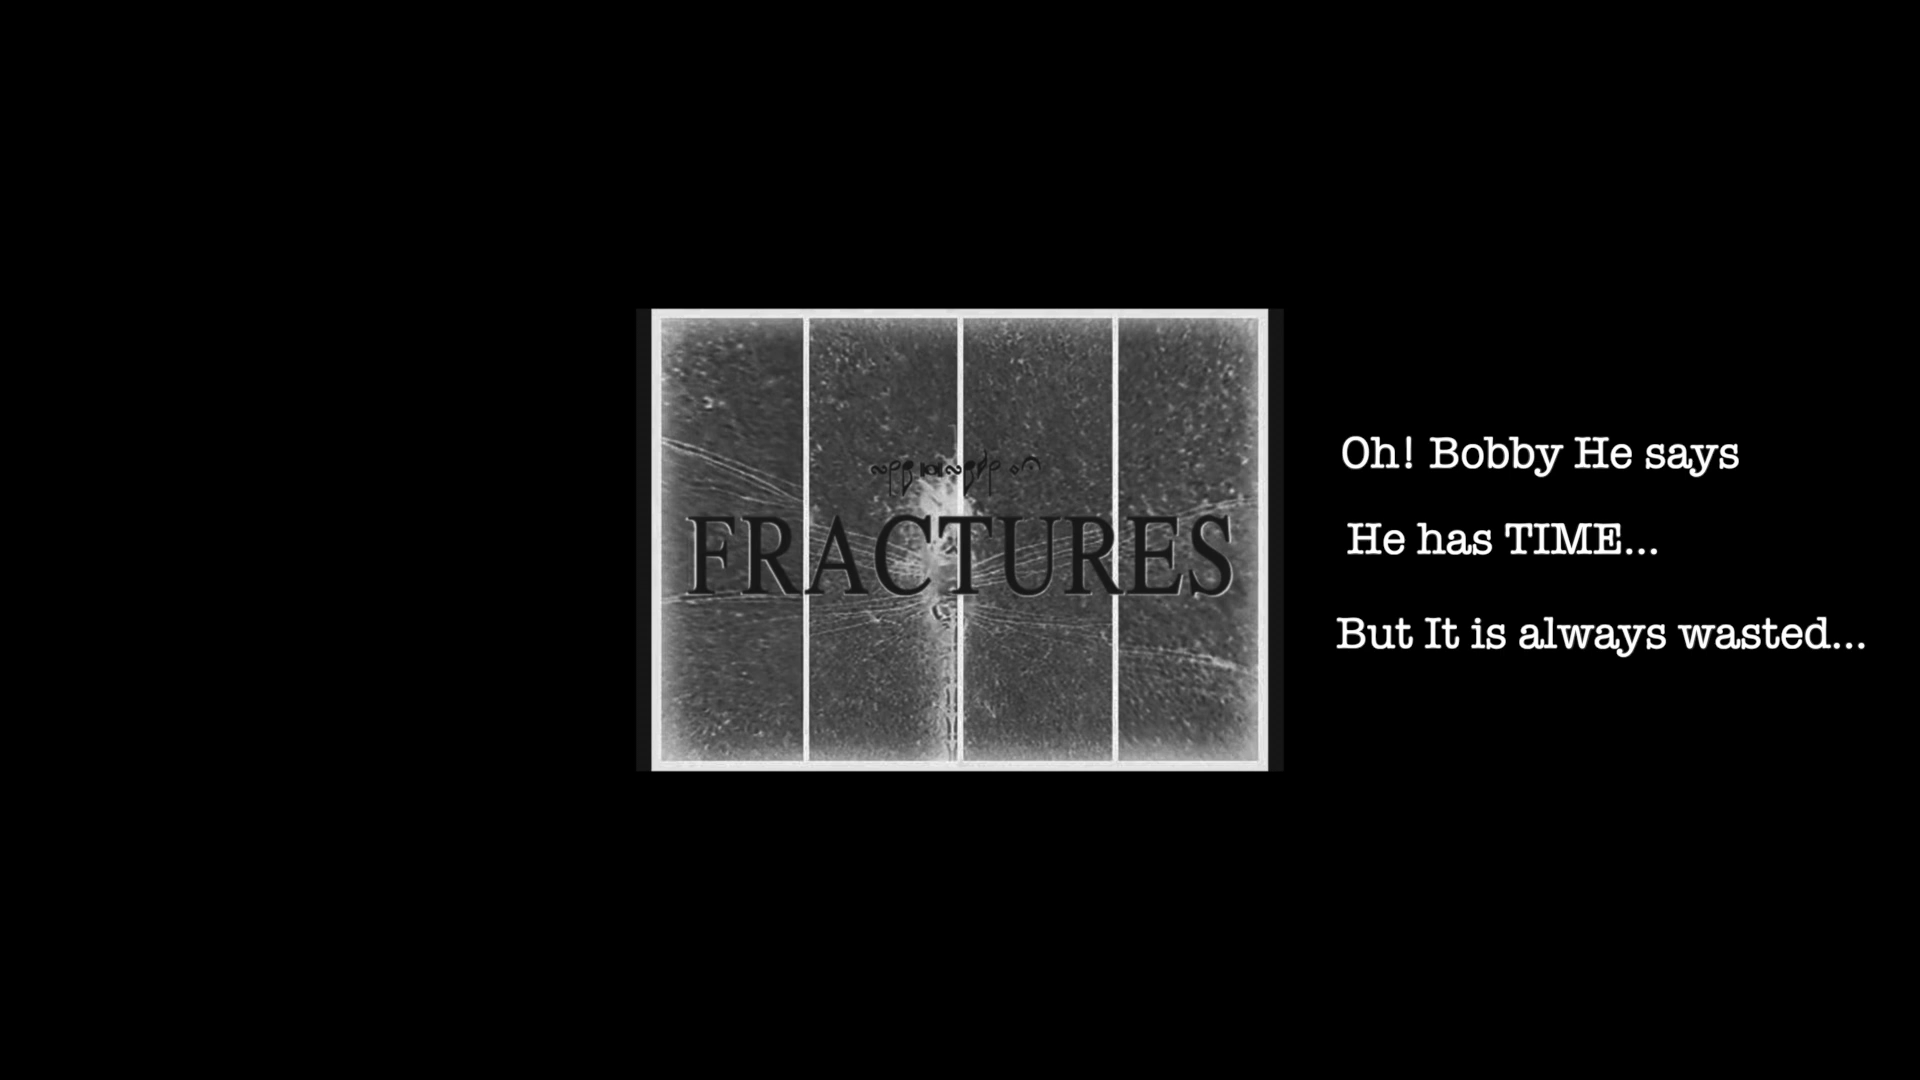 FRACTURES
Oh! Bobby He says
He has TIME...
But It is always wasted...